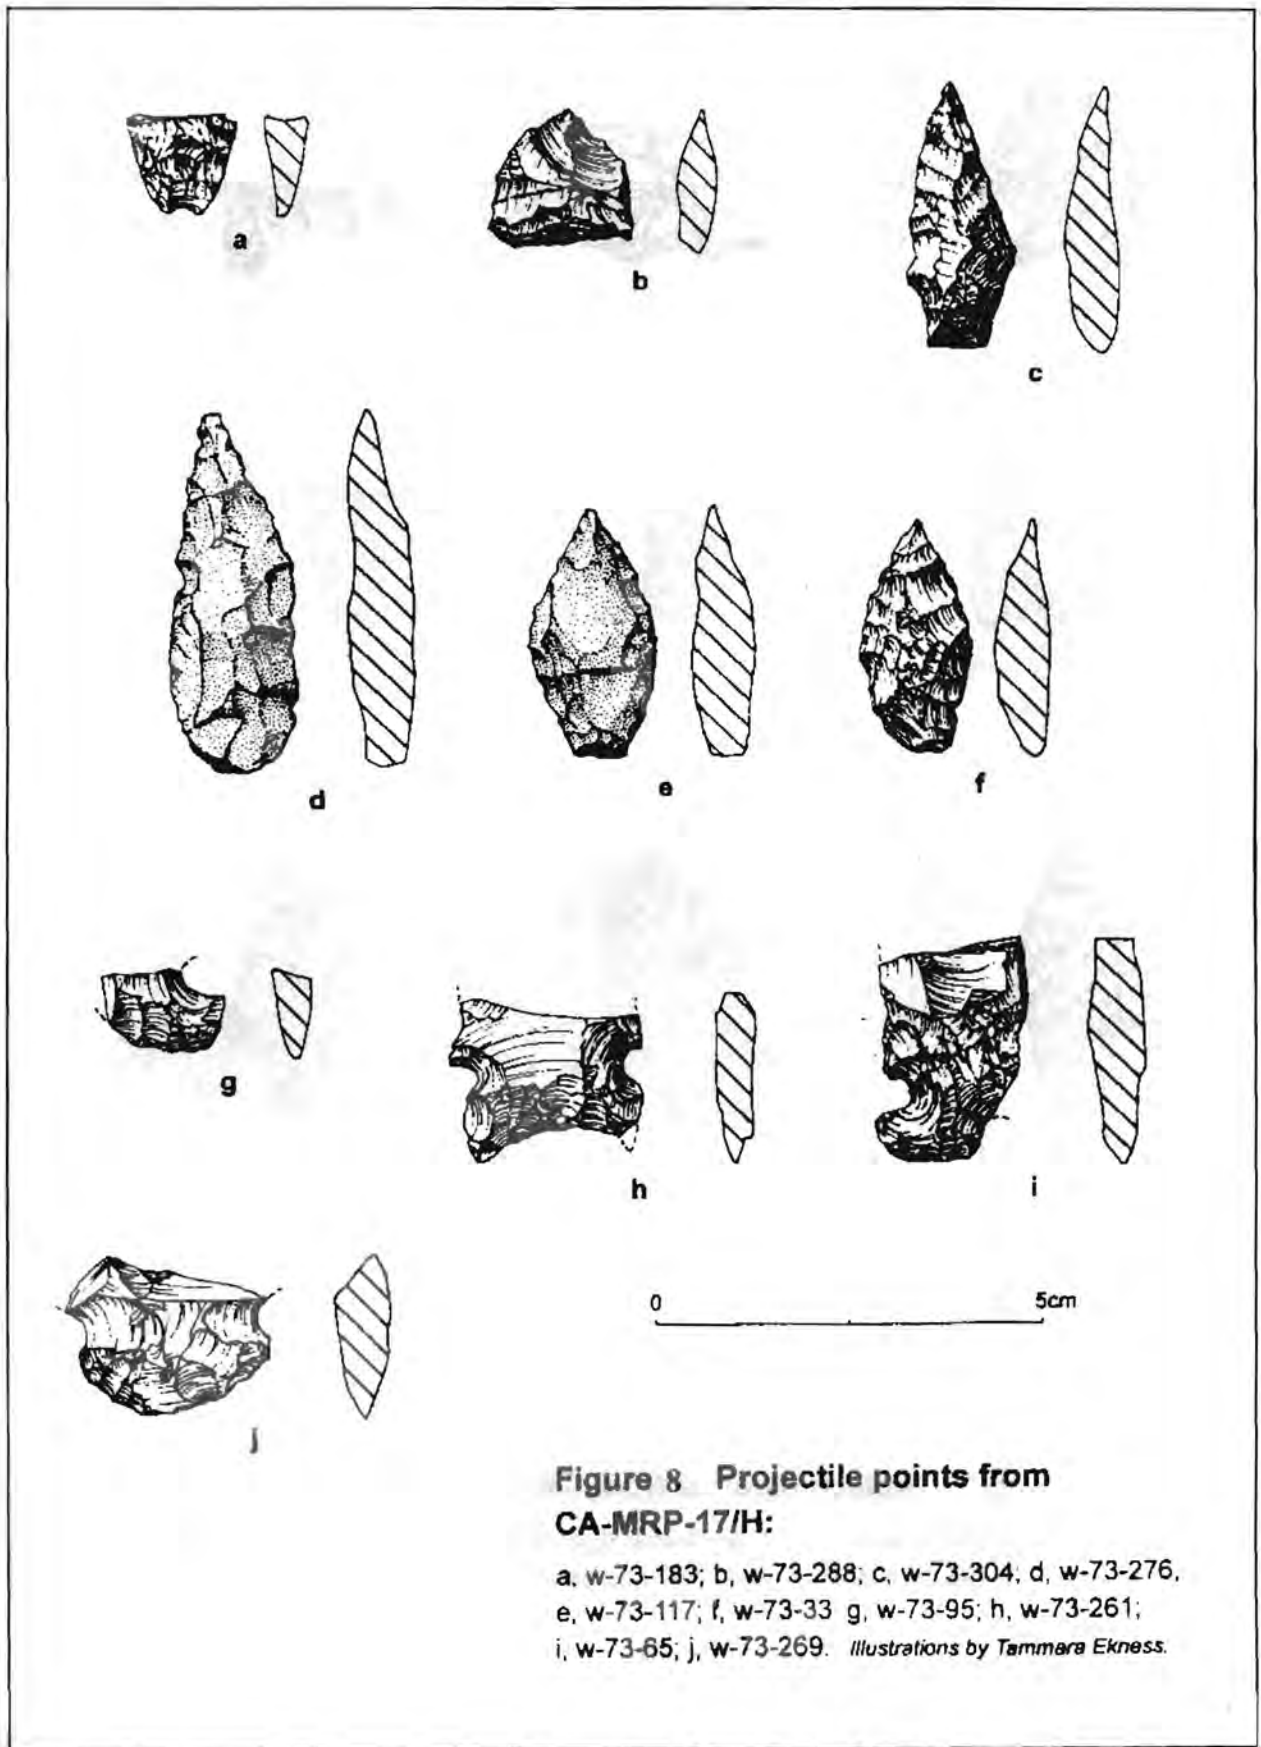 a
b
c
d
e
f
g
h
i
0 5cm
j
Figure 8 Projectile points from
CA-MRP-17/H:
a, w-73-183; b, w-73-288; c, w-73-304; d, w-73-276,
e, w-73-117; f, w-73-33 g, w-73-95; h, w-73-261;
i, w-73-65; j, w-73-269. Illustrations by Tammara Ekness.